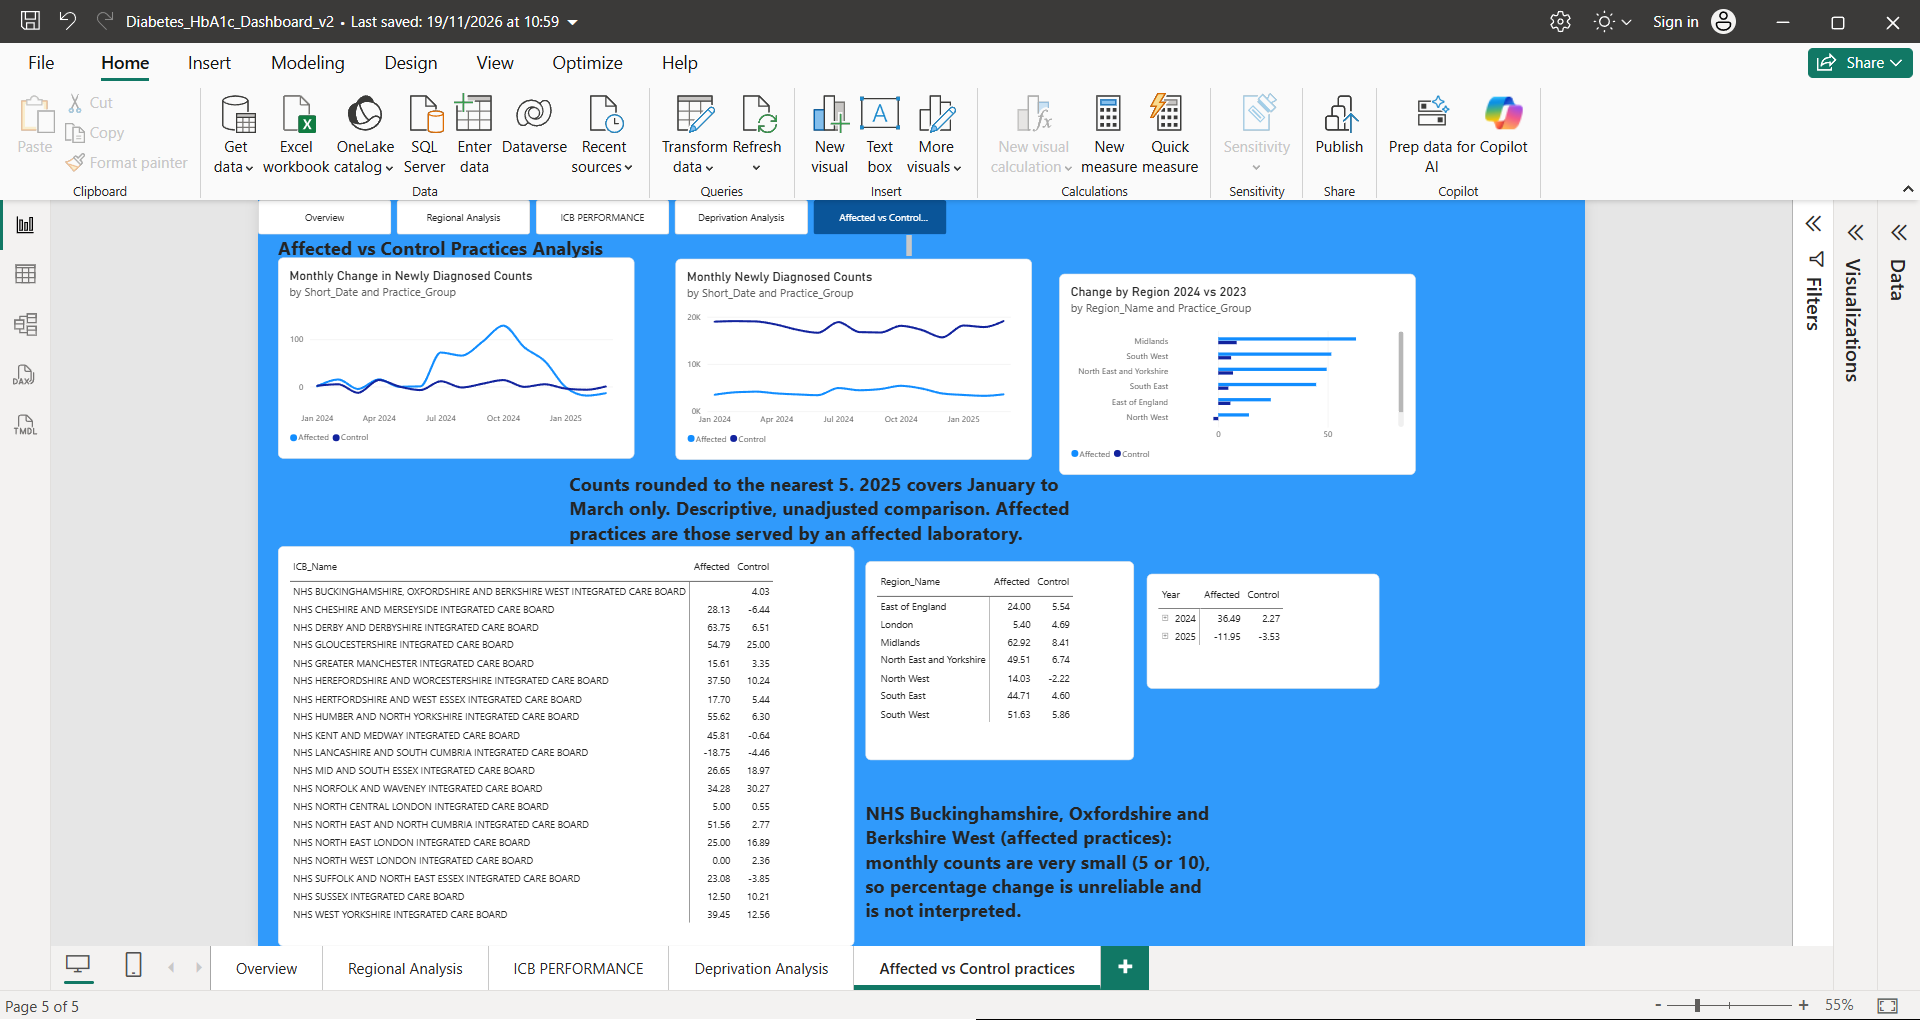 Diabetes_HbA1c_Dashboard_v2 • Last saved: 19/11/2026 at 10:59
Sign in
File Home Insert Modeling Design View Optimize Help
Share
Paste
Cut
Copy
Format painter
Clipboard
Get data
Excel workbook
OneLake catalog
SQL Server
Enter data
Dataverse
Recent sources
Data
Transform data
Refresh
Queries
New visual
Text box
More visuals
Insert
New visual calculation
New measure
Quick measure
Calculations
Sensitivity
Sensitivity
Publish
Share
Prep data for AI
Copilot
Copilot
Overview
Regional Analysis
ICB PERFORMANCE
Deprivation Analysis
Affected vs Control...
Affected vs Control Practices Analysis
Monthly Change in Newly Diagnosed Counts
by Short_Date and Practice_Group
100
0
Jan 2024 Apr 2024 Jul 2024 Oct 2024 Jan 2025
Affected Control
Monthly Newly Diagnosed Counts
by Short_Date and Practice_Group
20K
10K
0K
Jan 2024 Apr 2024 Jul 2024 Oct 2024 Jan 2025
Affected Control
Change by Region 2024 vs 2023
by Region_Name and Practice_Group
Midlands
South West
North East and Yorkshire
South East
East of England
North West
0 50
Affected Control
Counts rounded to the nearest 5. 2025 covers January to
March only. Descriptive, unadjusted comparison. Affected
practices are those served by an affected laboratory.
ICB_Name Affected Control
NHS BUCKINGHAMSHIRE, OXFORDSHIRE AND BERKSHIRE WEST INTEGRATED CARE BOARD 4.03
NHS CHESHIRE AND MERSEYSIDE INTEGRATED CARE BOARD 28.13 -6.44
NHS DERBY AND DERBYSHIRE INTEGRATED CARE BOARD 63.75 6.51
NHS GLOUCESTERSHIRE INTEGRATED CARE BOARD 54.79 25.00
NHS GREATER MANCHESTER INTEGRATED CARE BOARD 15.61 3.35
NHS HEREFORDSHIRE AND WORCESTERSHIRE INTEGRATED CARE BOARD 37.50 10.24
NHS HERTFORDSHIRE AND WEST ESSEX INTEGRATED CARE BOARD 17.70 5.44
NHS HUMBER AND NORTH YORKSHIRE INTEGRATED CARE BOARD 55.62 6.30
NHS KENT AND MEDWAY INTEGRATED CARE BOARD 45.81 -0.64
NHS LANCASHIRE AND SOUTH CUMBRIA INTEGRATED CARE BOARD -18.75 -4.46
NHS MID AND SOUTH ESSEX INTEGRATED CARE BOARD 26.65 18.97
NHS NORFOLK AND WAVENEY INTEGRATED CARE BOARD 34.28 30.27
NHS NORTH CENTRAL LONDON INTEGRATED CARE BOARD 5.00 0.55
NHS NORTH EAST AND NORTH CUMBRIA INTEGRATED CARE BOARD 51.56 2.77
NHS NORTH EAST LONDON INTEGRATED CARE BOARD 25.00 16.89
NHS NORTH WEST LONDON INTEGRATED CARE BOARD 0.00 2.36
NHS SUFFOLK AND NORTH EAST ESSEX INTEGRATED CARE BOARD 23.08 -3.85
NHS SUSSEX INTEGRATED CARE BOARD 12.50 10.21
NHS WEST YORKSHIRE INTEGRATED CARE BOARD 39.45 12.56
Region_Name Affected Control
East of England 24.00 5.54
London 5.40 4.69
Midlands 62.92 8.41
North East and Yorkshire 49.51 6.74
North West 14.03 -2.22
South East 44.71 4.60
South West 51.63 5.86
Year Affected Control
2024 36.49 2.27
2025 -11.95 -3.53
NHS Buckinghamshire, Oxfordshire and
Berkshire West (affected practices):
monthly counts are very small (5 or 10),
so percentage change is unreliable and
is not interpreted.
Filters
Visualizations
Data
DAX
TMDL
Overview Regional Analysis ICB PERFORMANCE Deprivation Analysis Affected vs Control practices +
Page 5 of 5
- + 55%